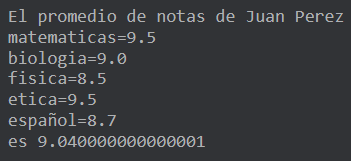 El promedio de notas de Juan Perez
matematicas=9.5
biologia=9.0
fisica=8.5
etica=9.5
español=8.7
es 9.040000000000001